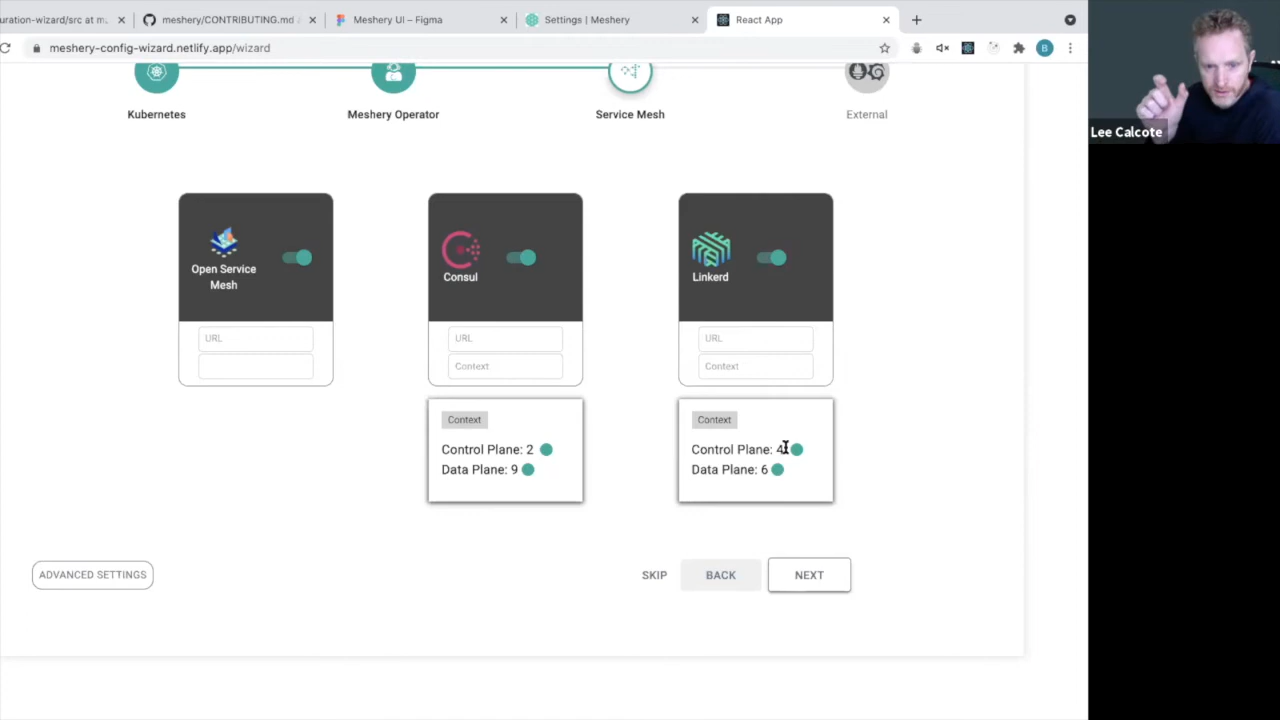 uration-wizard/src at m
meshery/CONTRIBUTING.md
Meshery UI – Figma
Settings | Meshery
React App
meshery-config-wizard.netlify.app/wizard
B
Lee Calcote
Kubernetes
Meshery Operator
Service Mesh
External
Open Service
Mesh
Consul
Linkerd
URL
URL
URL
Context
Context
Context
Context
Control Plane: 2
Control Plane: 4
Data Plane: 9
Data Plane: 6
ADVANCED SETTINGS
SKIP
BACK
NEXT